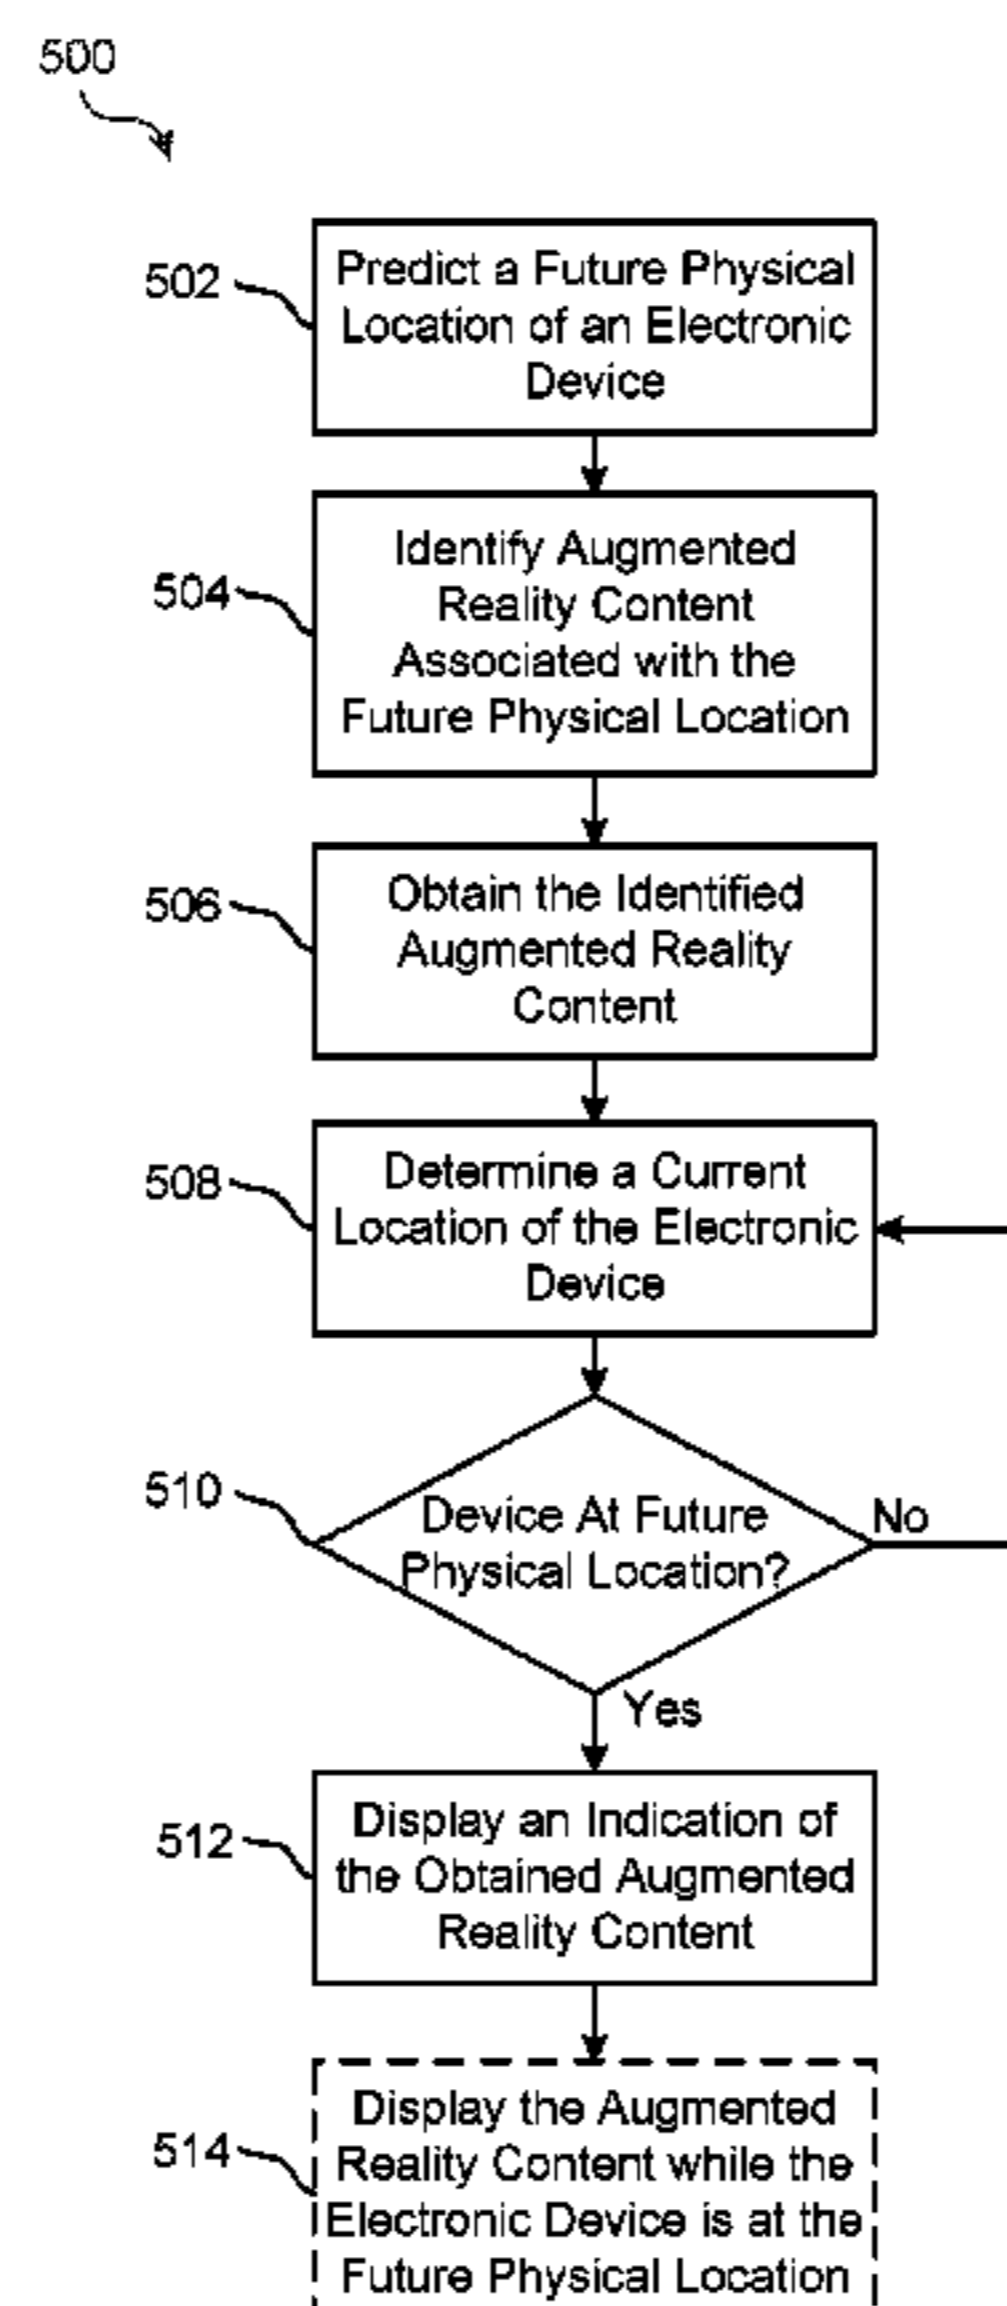 500
502
Predict a Future Physical
Location of an Electronic
Device
504
Identify Augmented
Reality Content
Associated with the
Future Physical Location
506
Obtain the Identified
Augmented Reality
Content
508
Determine a Current
Location of the Electronic
Device
510
Device At Future
Physical Location?
No
Yes
512
Display an Indication of
the Obtained Augmented
Reality Content
514
Display the Augmented
Reality Content while the
Electronic Device is at the
Future Physical Location